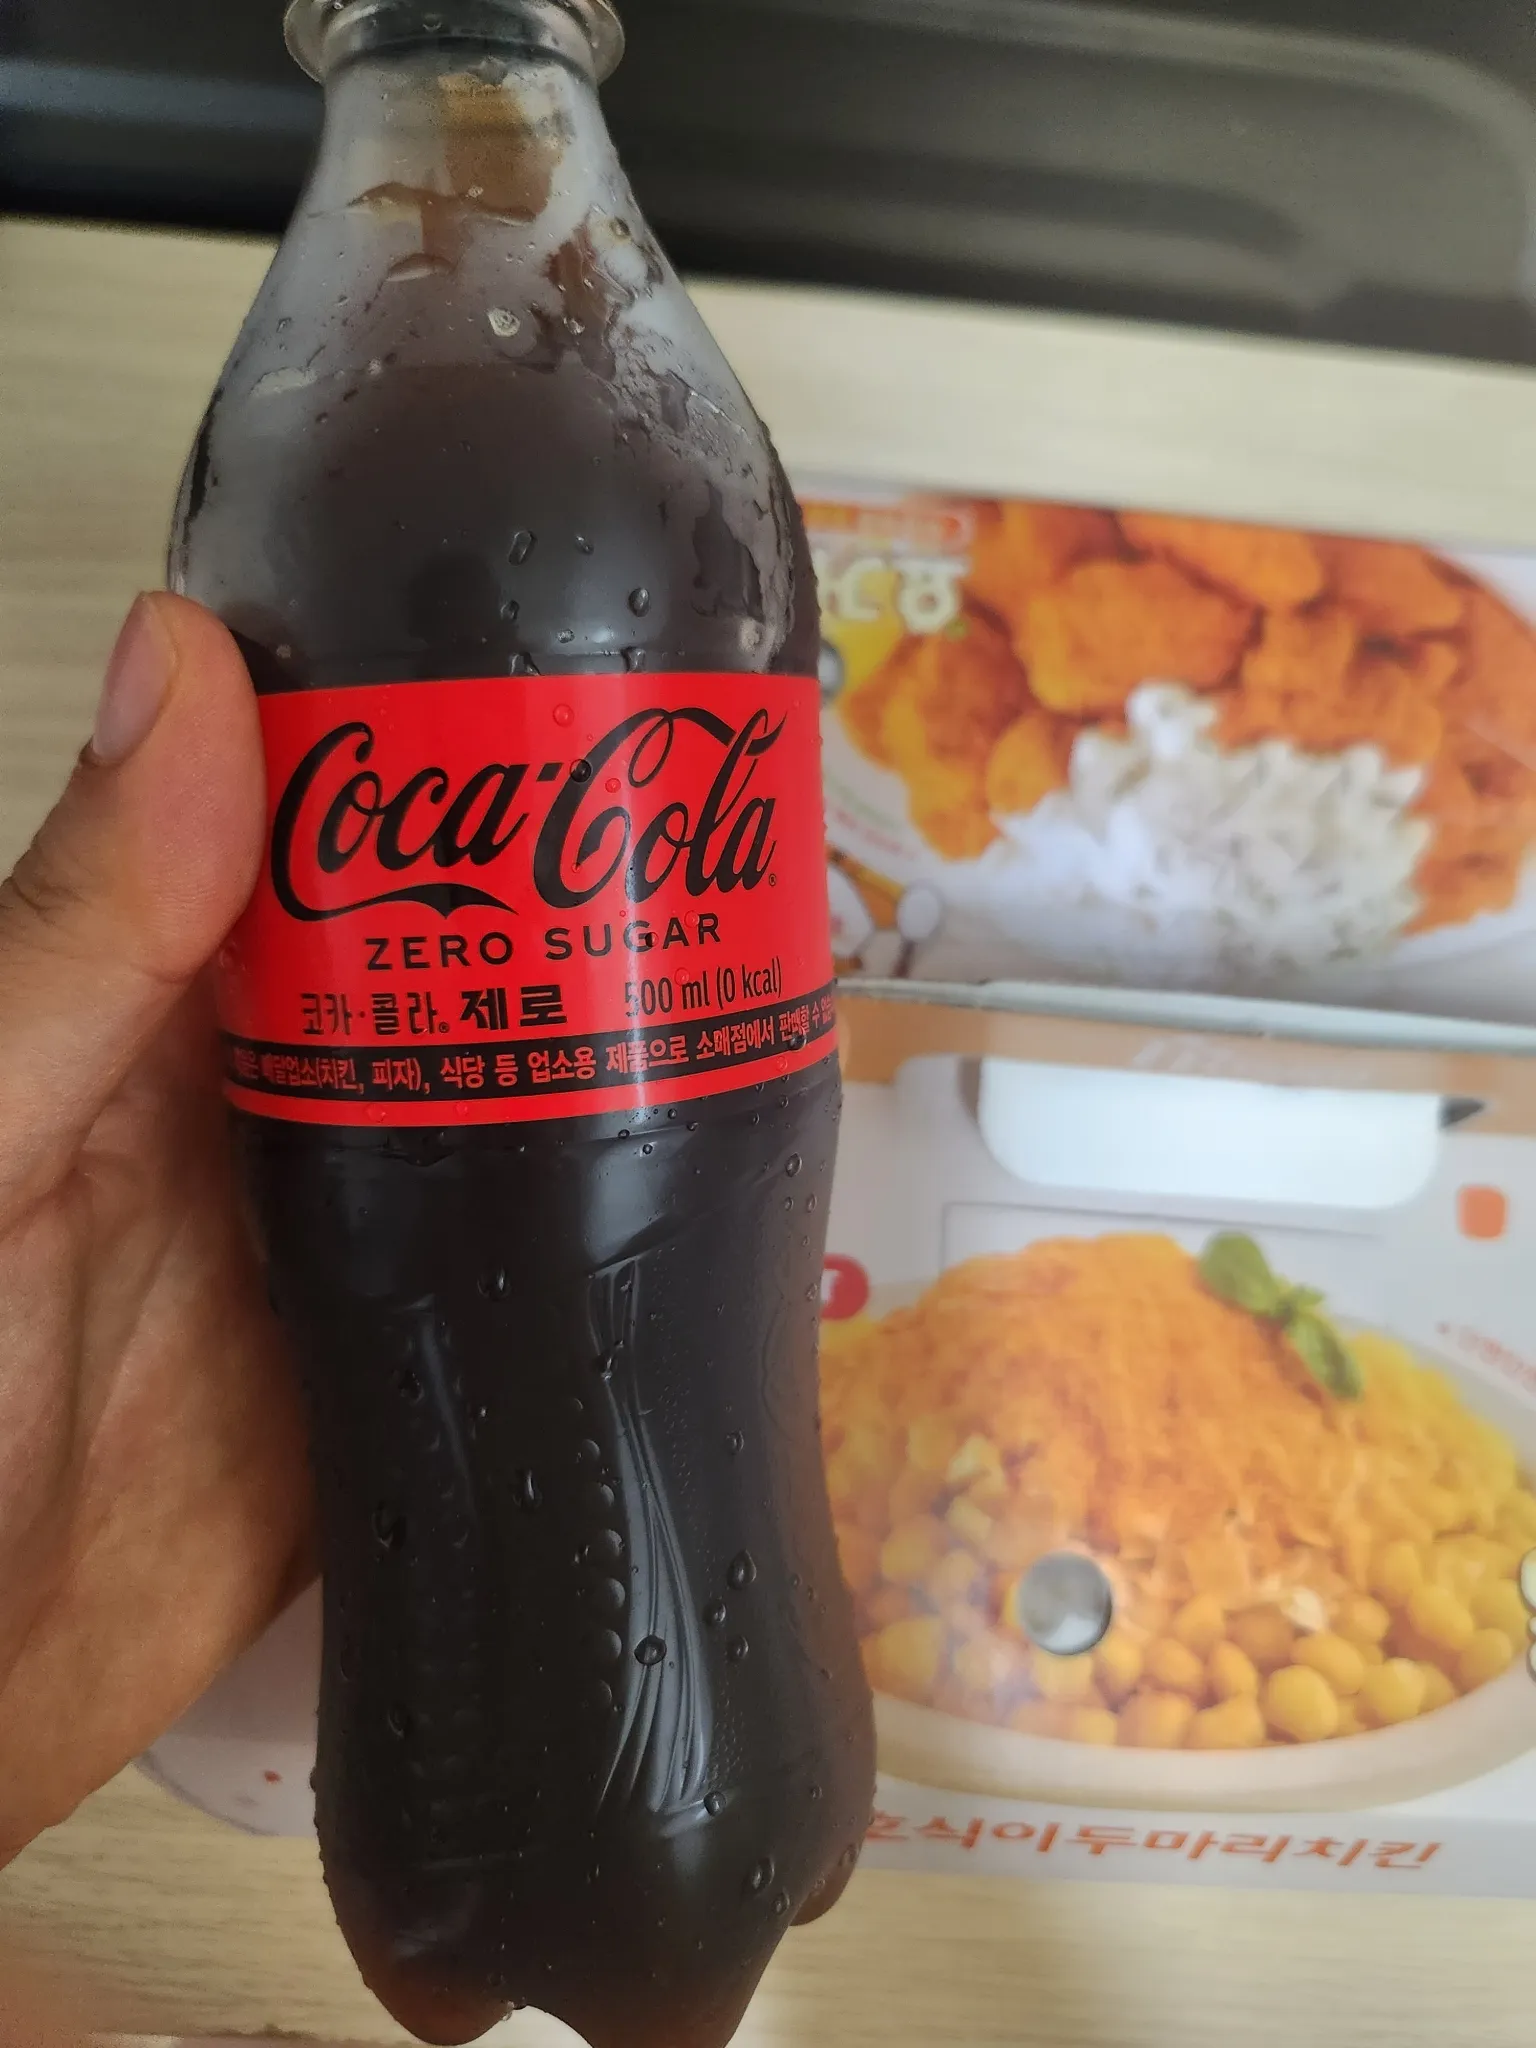 Coca-Cola®
ZERO SUGAR
코카·콜라® 제로 500 ml (0 kcal)
배달업소(치킨, 피자), 식당 등 업소용 제품으로 소매점에서 판매할 수 없습
호식이두마리치킨